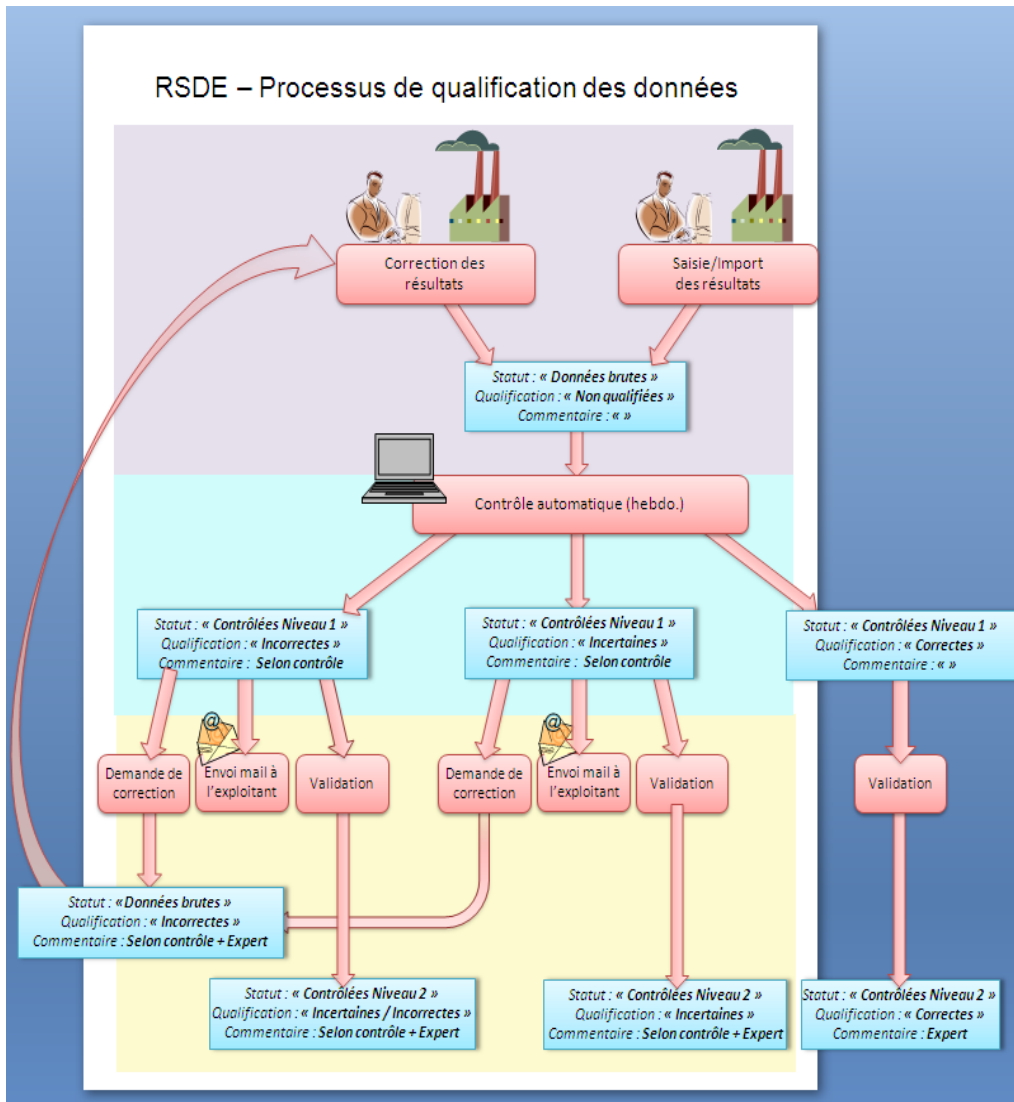 RSDE – Processus de qualification des données
Correction des
résultats
Saisie/Import
des résultats
Statut : « Données brutes »
Qualification : « Non qualifiées »
Commentaire : « »
Contrôle automatique (hebdo.)
Statut : « Contrôlées Niveau 1 »
Qualification : « Incorrectes »
Commentaire : Selon contrôle
Statut : « Contrôlées Niveau 1 »
Qualification : « Incertaines »
Commentaire : Selon contrôle
Statut : « Contrôlées Niveau 1 »
Qualification : « Correctes »
Commentaire : « »
@
@
Demande de
correction
Envoi mail à
l’exploitant
Validation
Demande de
correction
Envoi mail à
l’exploitant
Validation
Validation
Statut : «Données brutes »
Qualification : « Incorrectes »
Commentaire : Selon contrôle + Expert
Statut : « Contrôlées Niveau 2 »
Qualification : « Incertaines / Incorrectes »
Commentaire : Selon contrôle + Expert
Statut : « Contrôlées Niveau 2 »
Qualification : « Incertaines »
Commentaire : Selon contrôle + Expert
Statut : « Contrôlées Niveau 2 »
Qualification : « Correctes »
Commentaire : Expert